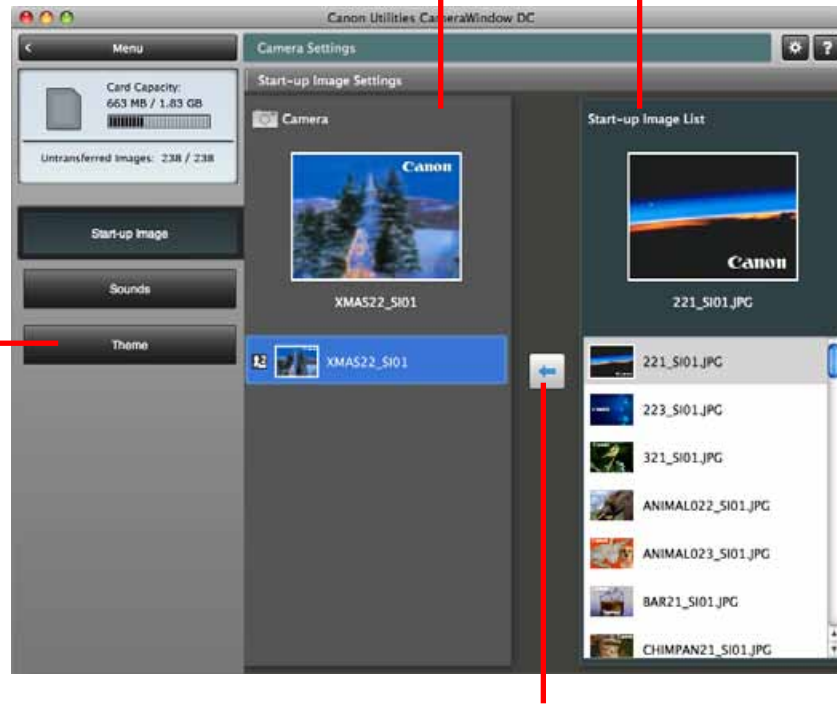 Canon Utilities CameraWindow DC
Menu
Camera Settings
?
Card Capacity:
663 MB / 1.83 GB
Untransferred Images: 238 / 238
Start-up Image
Sounds
Theme
Start-up Image Settings
Camera
Canon
XMAS22_SI01
XMAS22_SI01
Start-up Image List
Canon
221_SI01.JPG
221_SI01.JPG
223_SI01.JPG
321_SI01.JPG
ANIMAL022_SI01.JPG
ANIMAL023_SI01.JPG
BAR21_SI01.JPG
CHIMPAN21_SI01.JPG